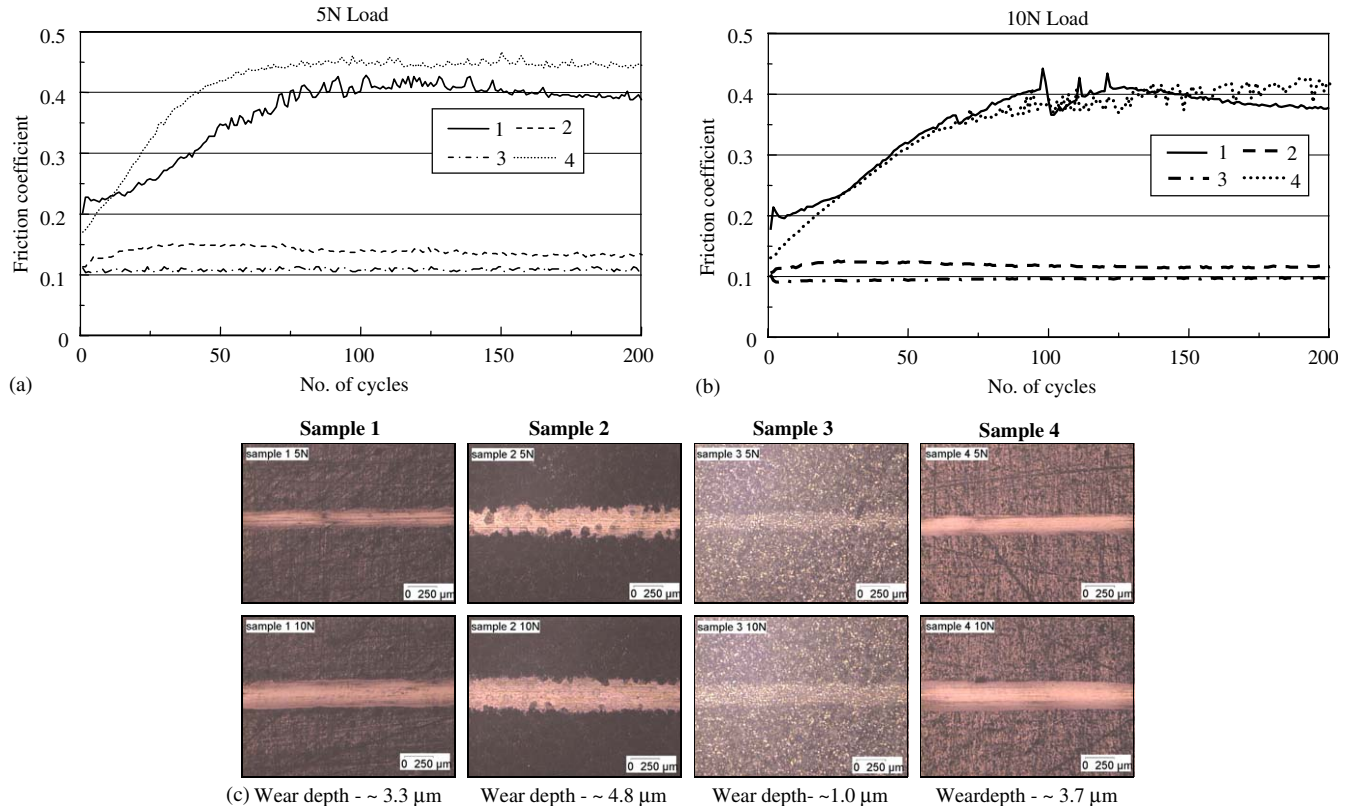 5N Load
0.5
0.4
0.3
0.2
0.1
0
Friction coefficient
1 2
3 4
0 50 100 150 200
No. of cycles
(a)
10N Load
0.5
0.4
0.3
0.2
0.1
0
Friction coefficient
1 2
3 4
0 50 100 150 200
No. of cycles
(b)
Sample 1 Sample 2 Sample 3 Sample 4
sample 1 5N sample 2 5N sample 3 5N sample 4 5N
0 250 µm 0 250 µm 0 250 µm 0 250 µm
sample 1 10N sample 2 10N sample 3 10N sample 4 10N
0 250 µm 0 250 µm 0 250 µm 0 250 µm
(c) Wear depth - ~ 3.3 µm Wear depth - ~ 4.8 µm Wear depth- ~1.0 µm Weardepth - ~ 3.7 µm